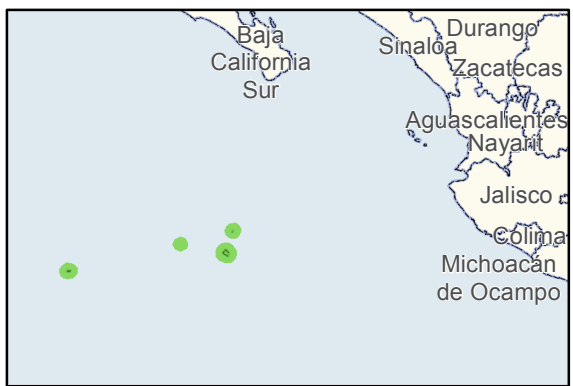 Baja
California
Sur
Durango
Sinaloa
Zacatecas
Aguascalientes
Nayarit
Jalisco
Colima
Michoacán
de Ocampo